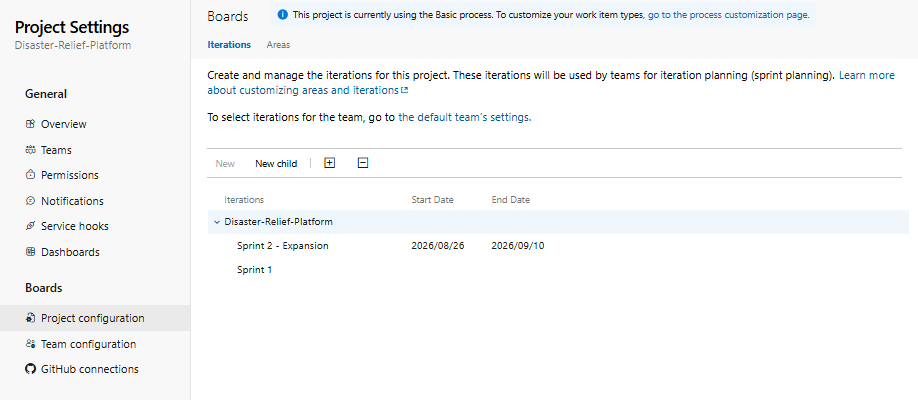 Project Settings
Disaster-Relief-Platform
General
Overview
Teams
Permissions
Notifications
Service hooks
Dashboards
Boards
Project configuration
Team configuration
GitHub connections
Boards
This project is currently using the Basic process. To customize your work item types, go to the process customization page.
Iterations Areas
Create and manage the iterations for this project. These iterations will be used by teams for iteration planning (sprint planning). Learn more
about customizing areas and iterations
To select iterations for the team, go to the default team's settings.
New New child
Iterations Start Date End Date
Disaster-Relief-Platform
Sprint 2 - Expansion 2026/08/26 2026/09/10
Sprint 1